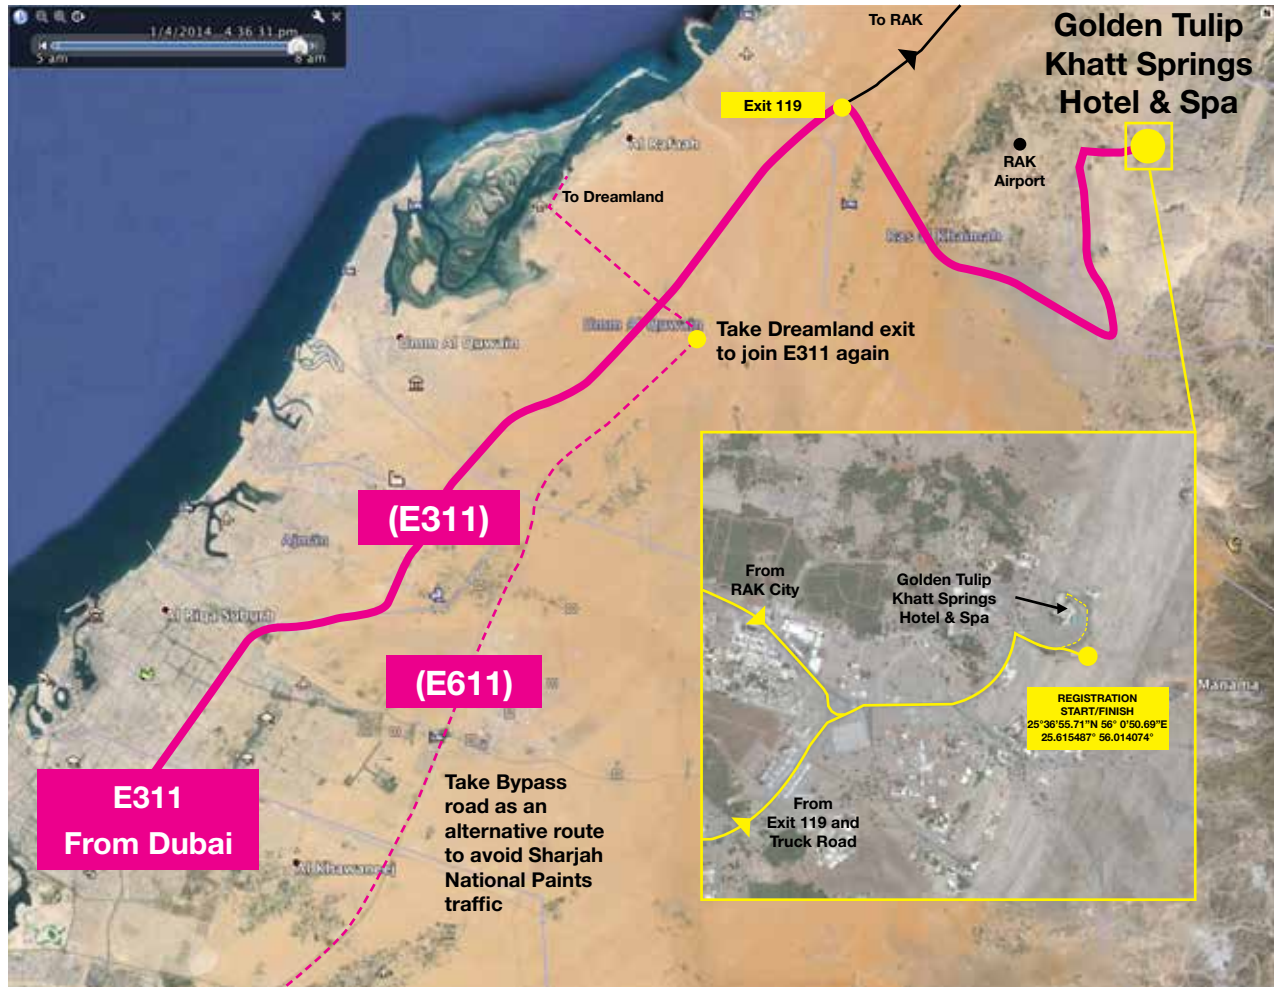 1/4/2014 4:36:31 pm
5 am
8 am
To RAK
Golden Tulip
Khatt Springs
Hotel & Spa
Exit 119
Al Rafaah
RAK
Airport
To Dreamland
Ras al Khaimah
Umm Al Quwain
Umm Al Quwain
Take Dreamland exit
to join E311 again
(E311)
Ajman
From
RAK City
Golden Tulip
Khatt Springs
Hotel & Spa
Al Riqa Suburb
(E611)
Manama
REGISTRATION
START/FINISH
25°36'55.71"N 56° 0'50.69"E
25.615487° 56.014074°
E311
From Dubai
Take Bypass
road as an
alternative route
to avoid Sharjah
National Paints
traffic
From
Exit 119 and
Truck Road
Al Khawaneej
N